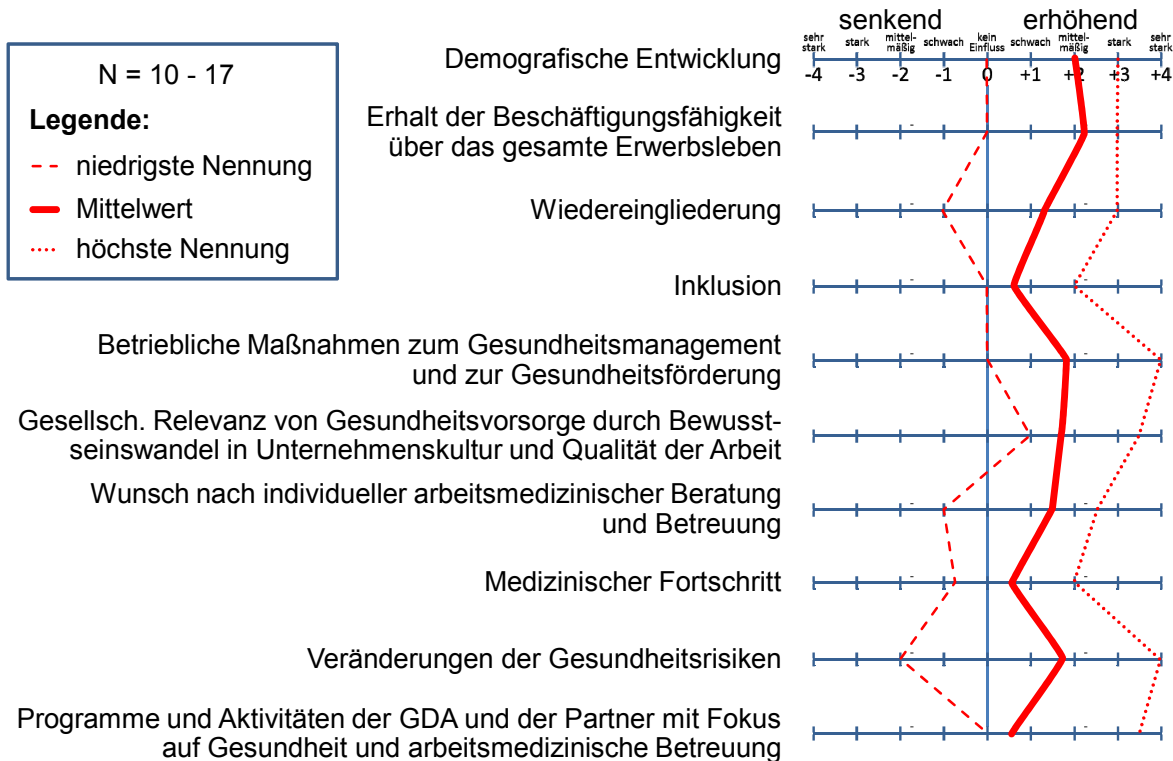 senkend erhöhend
sehr stark stark mittel- mäßig schwach kein Einfluss schwach mittel- mäßig stark sehr stark
-4 -3 -2 -1 0 +1 +2 +3 +4
N = 10 - 17
Legende:
niedrigste Nennung
Mittelwert
höchste Nennung
Demografische Entwicklung
Erhalt der Beschäftigungsfähigkeit
über das gesamte Erwerbsleben
Wiedereingliederung
Inklusion
Betriebliche Maßnahmen zum Gesundheitsmanagement
und zur Gesundheitsförderung
Gesellsch. Relevanz von Gesundheitsvorsorge durch Bewusst-
seinswandel in Unternehmenskultur und Qualität der Arbeit
Wunsch nach individueller arbeitsmedizinischer Beratung
und Betreuung
Medizinischer Fortschritt
Veränderungen der Gesundheitsrisiken
Programme und Aktivitäten der GDA und der Partner mit Fokus
auf Gesundheit und arbeitsmedizinische Betreuung